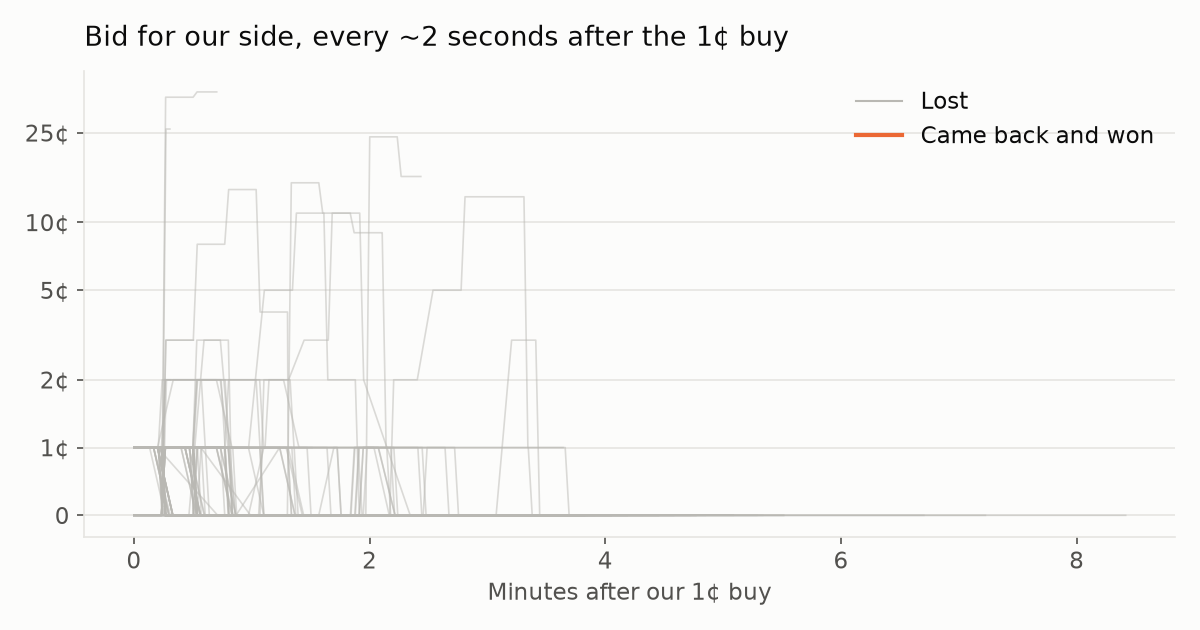 Bid for our side, every ~2 seconds after the 1¢ buy
Lost
Came back and won
25¢
10¢
5¢
2¢
1¢
0
0 2 4 6 8
Minutes after our 1¢ buy